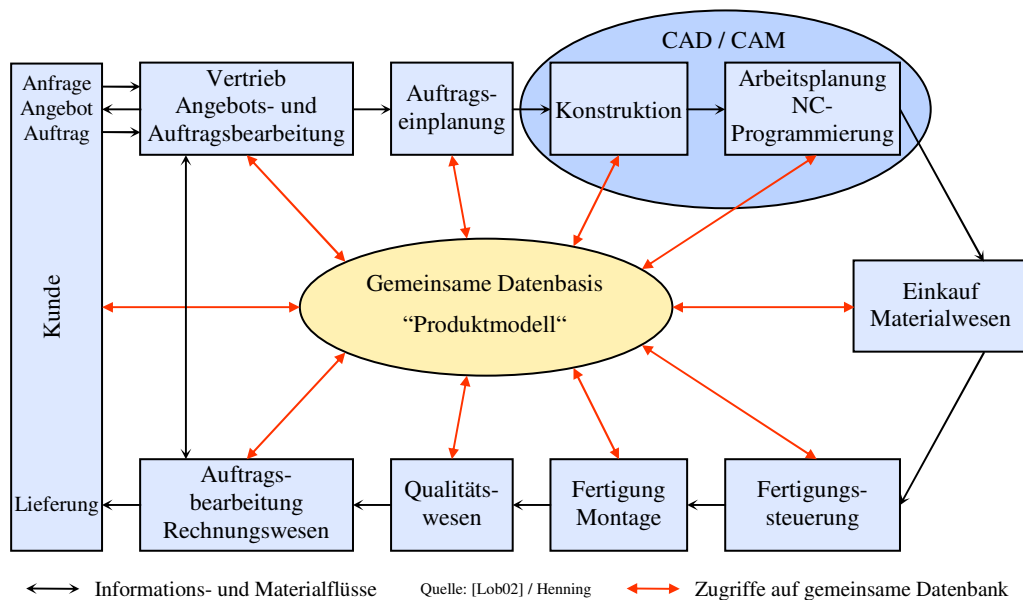 CAD / CAM
Anfrage
Angebot
Auftrag
Vertrieb
Angebots- und
Auftragsbearbeitung
Auftrags-
einplanung
Konstruktion
Arbeitsplanung
NC-
Programmierung
Kunde
Gemeinsame Datenbasis
“Produktmodell“
Einkauf
Materialwesen
Lieferung
Auftrags-
bearbeitung
Rechnungswesen
Qualitäts-
wesen
Fertigung
Montage
Fertigungs-
steuerung
Informations- und Materialflüsse
Quelle: [Lob02] / Henning
Zugriffe auf gemeinsame Datenbank